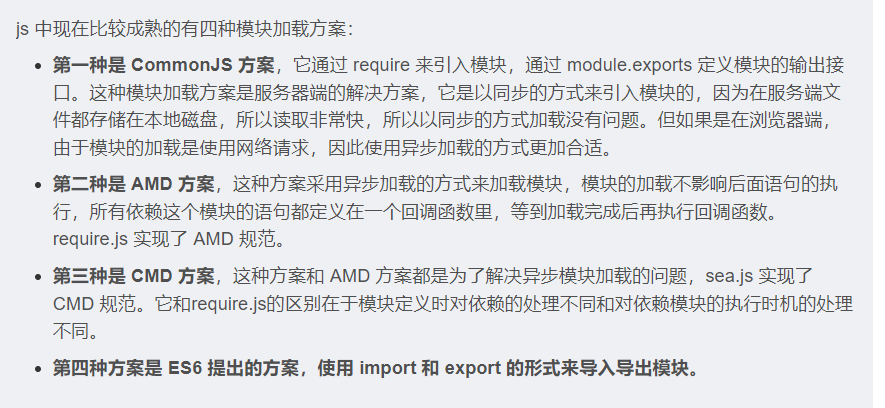 js 中现在比较成熟的有四种模块加载方案：
第一种是 CommonJS 方案，它通过 require 来引入模块，通过 module.exports 定义模块的输出接
口。这种模块加载方案是服务器端的解决方案，它是以同步的方式来引入模块的，因为在服务端文
件都存储在本地磁盘，所以读取非常快，所以以同步的方式加载没有问题。但如果是在浏览器端，
由于模块的加载是使用网络请求，因此使用异步加载的方式更加合适。
第二种是 AMD 方案，这种方案采用异步加载的方式来加载模块，模块的加载不影响后面语句的执
行，所有依赖这个模块的语句都定义在一个回调函数里，等到加载完成后再执行回调函数。
require.js 实现了 AMD 规范。
第三种是 CMD 方案，这种方案和 AMD 方案都是为了解决异步模块加载的问题，sea.js 实现了
CMD 规范。它和require.js的区别在于模块定义时对依赖的处理不同和对依赖模块的执行时机的处理
不同。
第四种方案是 ES6 提出的方案，使用 import 和 export 的形式来导入导出模块。